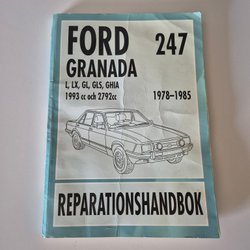 FORD 247
GRANADA
L, LX, GL, GLS, GHIA
1993 cc och 2792cc 1978-1985
REPARATIONSHANDBOK